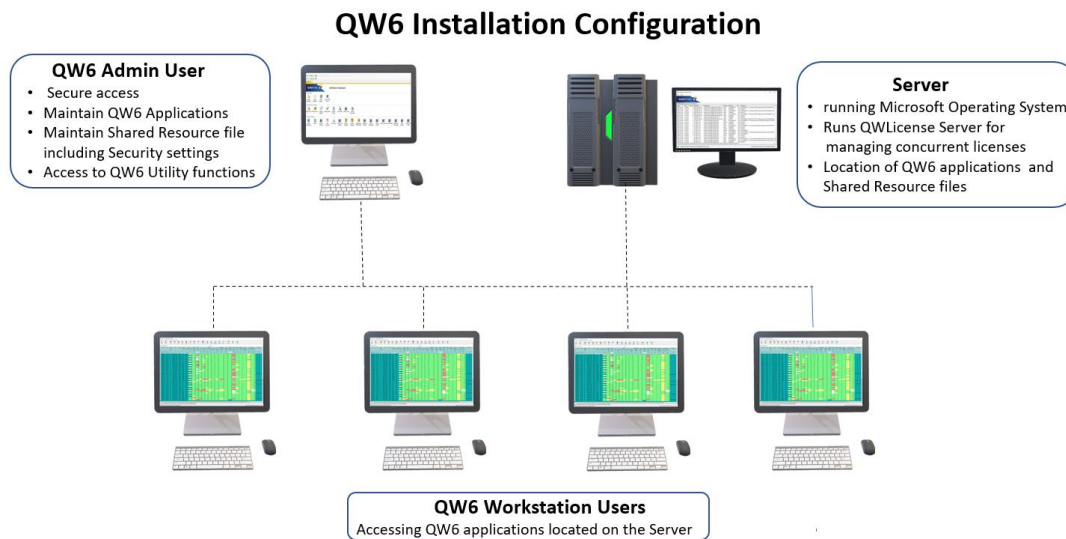 QW6 Installation Configuration
QW6 Admin User
• Secure access
• Maintain QW6 Applications
• Maintain Shared Resource file
including Security settings
• Access to QW6 Utility functions
Server
• running Microsoft Operating System
• Runs QWLicense Server for
managing concurrent licenses
• Location of QW6 applications and
Shared Resource files
QW6 Workstation Users
Accessing QW6 applications located on the Server